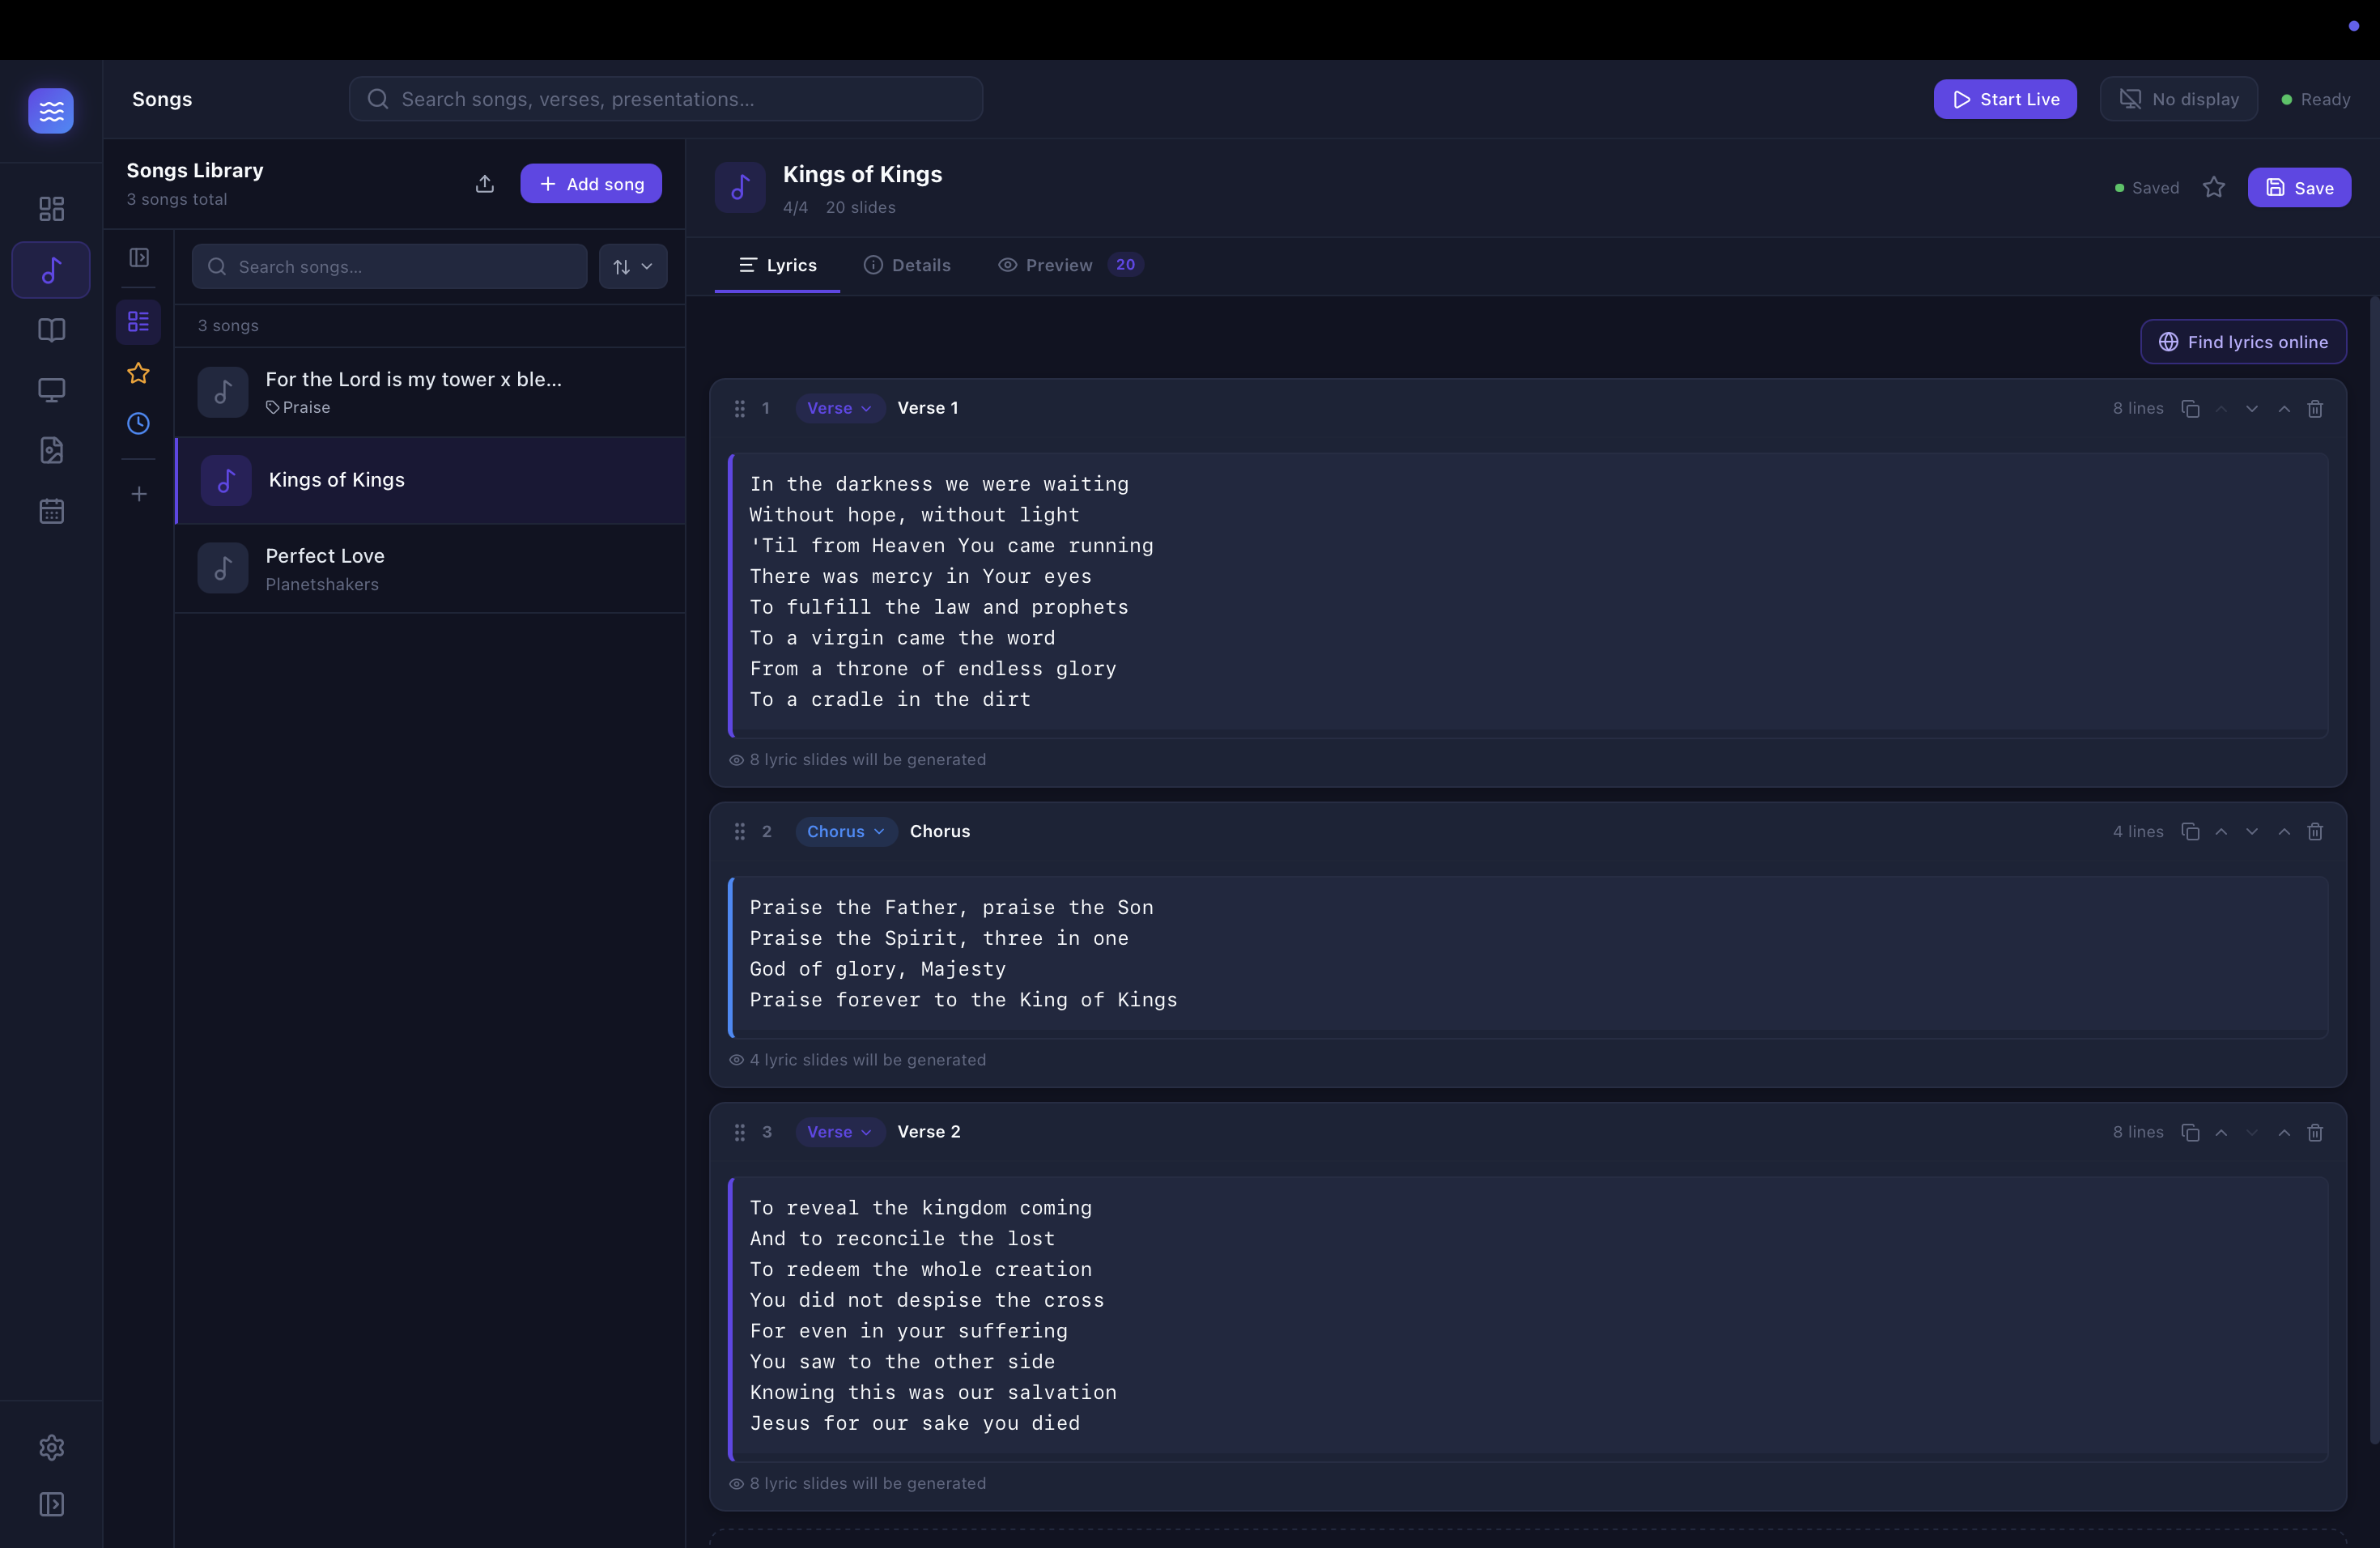 Songs
Search songs, verses, presentations...
Start Live
No display
Ready
Songs Library
3 songs total
Add song
Search songs...
3 songs
For the Lord is my tower x ble...
Praise
Kings of Kings
Perfect Love
Planetshakers
Kings of Kings
4/4 20 slides
Saved
Save
Lyrics
Details
Preview 20
Find lyrics online
1 Verse Verse 1 8 lines
In the darkness we were waiting
Without hope, without light
'Til from Heaven You came running
There was mercy in Your eyes
To fulfill the law and prophets
To a virgin came the word
From a throne of endless glory
To a cradle in the dirt
8 lyric slides will be generated
2 Chorus Chorus 4 lines
Praise the Father, praise the Son
Praise the Spirit, three in one
God of glory, Majesty
Praise forever to the King of Kings
4 lyric slides will be generated
3 Verse Verse 2 8 lines
To reveal the kingdom coming
And to reconcile the lost
To redeem the whole creation
You did not despise the cross
For even in your suffering
You saw to the other side
Knowing this was our salvation
Jesus for our sake you died
8 lyric slides will be generated